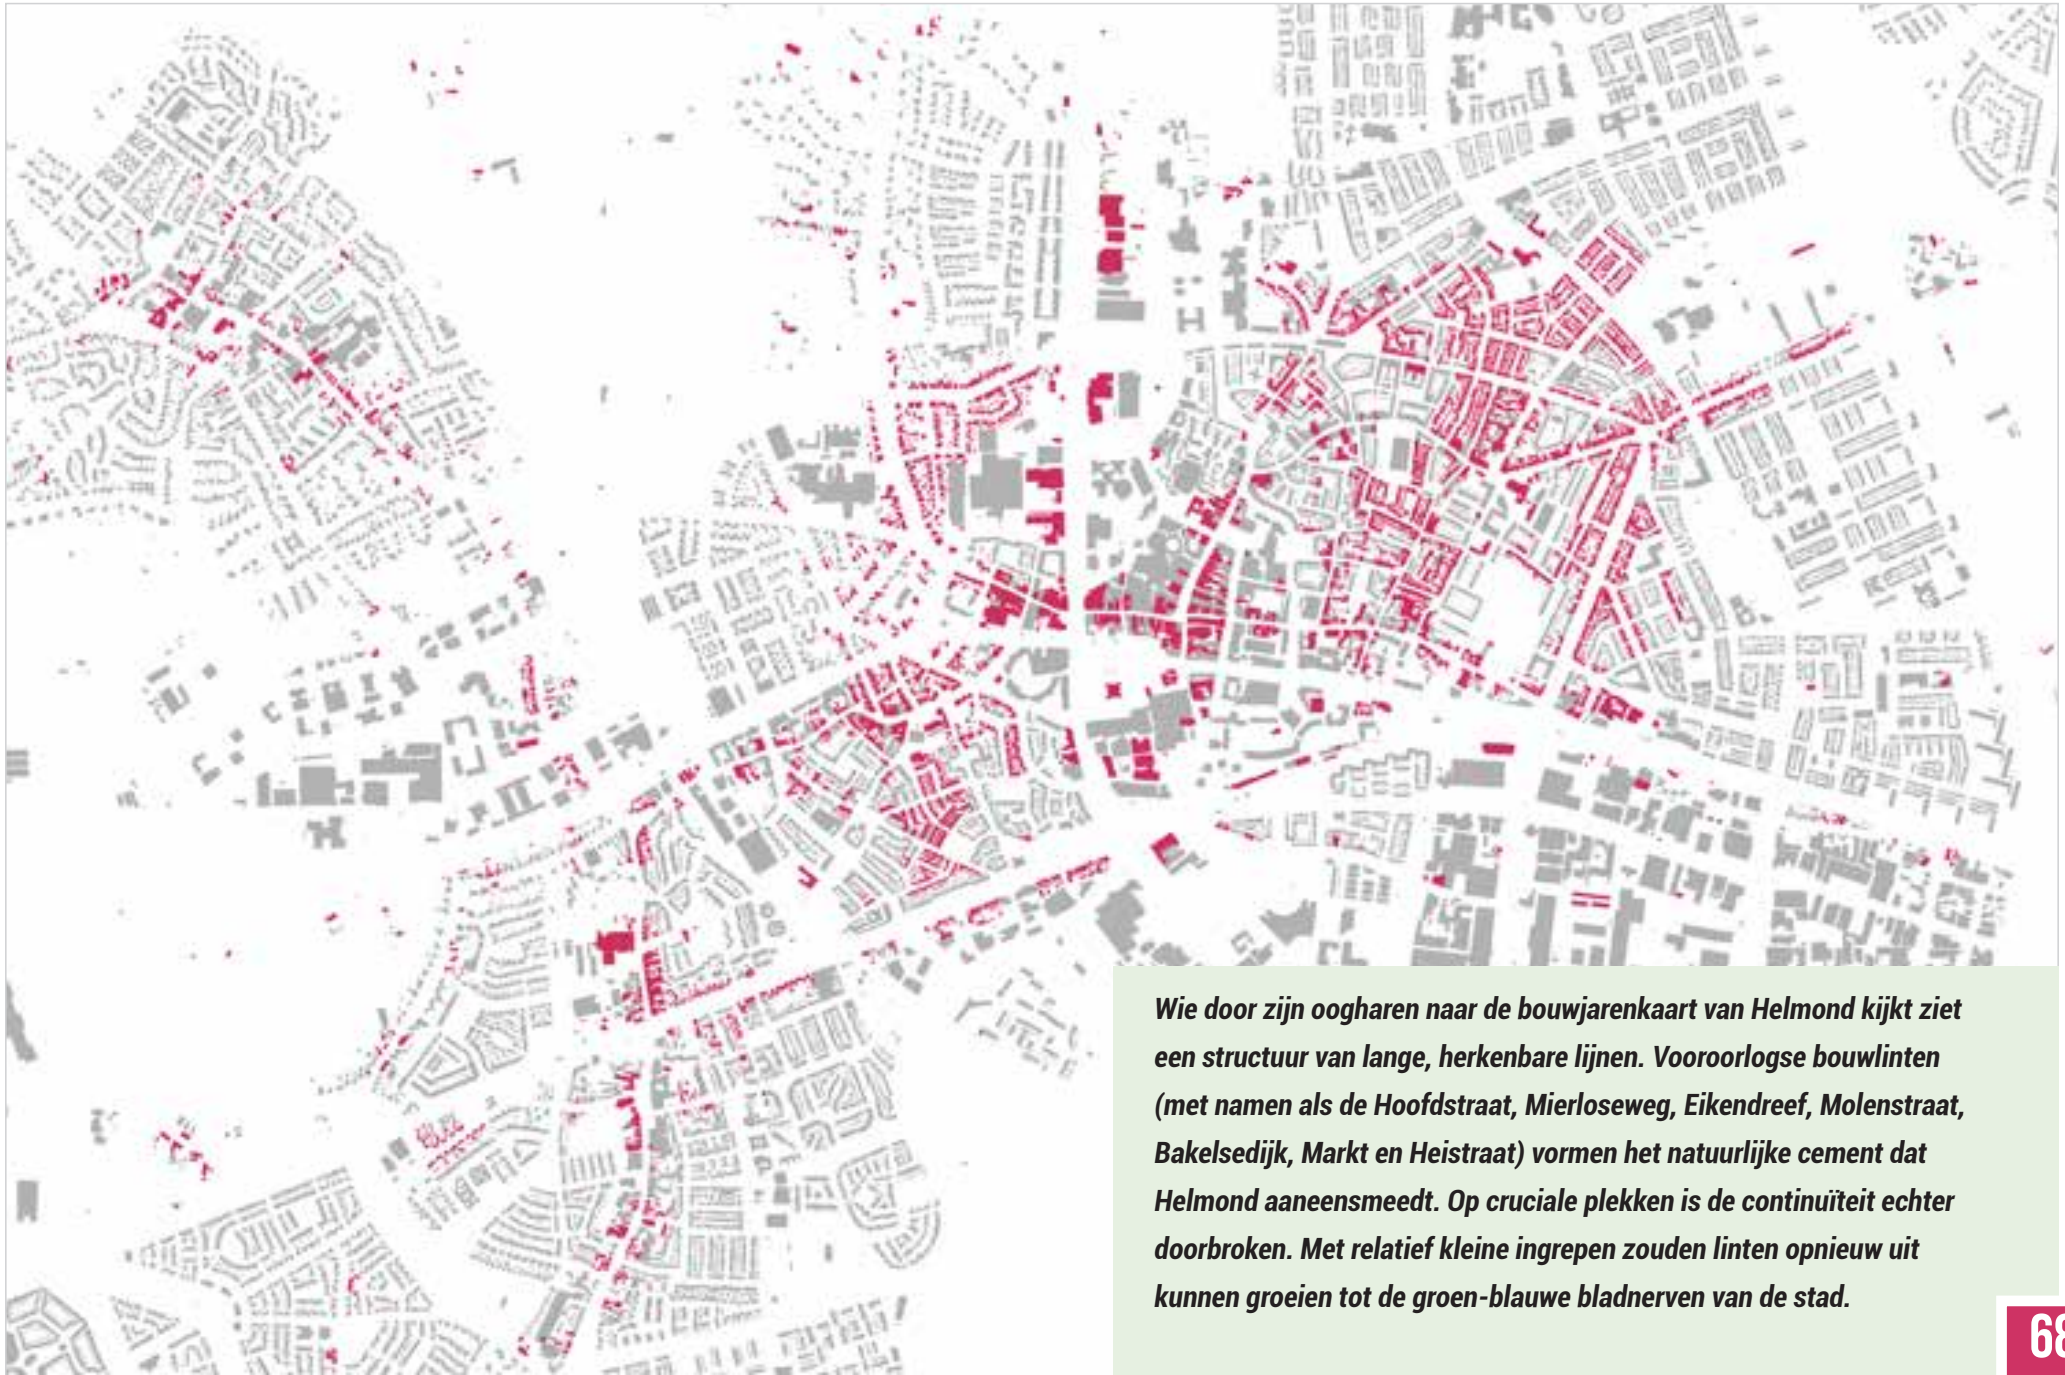 Wie door zijn oogharen naar de bouwjarenkaart van Helmond kijkt ziet
een structuur van lange, herkenbare lijnen. Vooroorlogse bouwlinten
(met namen als de Hoofdstraat, Mierloseweg, Eikendreef, Molenstraat,
Bakelsedijk, Markt en Heistraat) vormen het natuurlijke cement dat
Helmond aaneensmeedt. Op cruciale plekken is de continuïteit echter
doorbroken. Met relatief kleine ingrepen zouden linten opnieuw uit
kunnen groeien tot de groen-blauwe bladnerven van de stad.
68